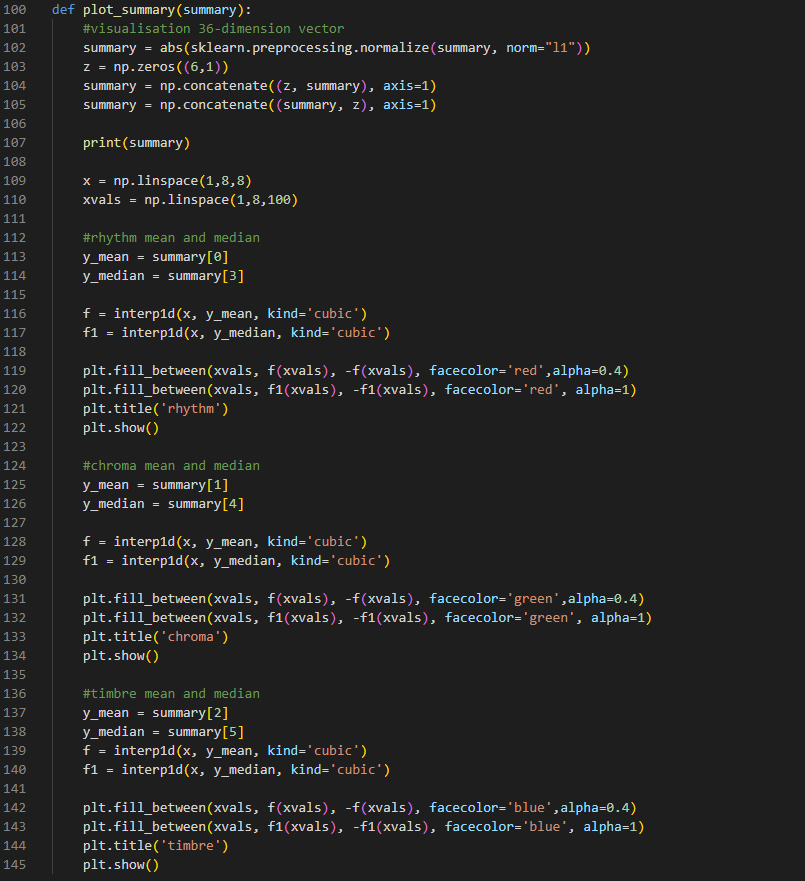 100 def plot_summary(summary):
101 #visualisation 36-dimension vector
102 summary = abs(sklearn.preprocessing.normalize(summary, norm="l1"))
103 z = np.zeros((6,1))
104 summary = np.concatenate((z, summary), axis=1)
105 summary = np.concatenate((summary, z), axis=1)
106
107 print(summary)
108
109 x = np.linspace(1,8,8)
110 xvals = np.linspace(1,8,100)
111
112 #rhythm mean and median
113 y_mean = summary[0]
114 y_median = summary[3]
115
116 f = interp1d(x, y_mean, kind='cubic')
117 f1 = interp1d(x, y_median, kind='cubic')
118
119 plt.fill_between(xvals, f(xvals), -f(xvals), facecolor='red',alpha=0.4)
120 plt.fill_between(xvals, f1(xvals), -f1(xvals), facecolor='red', alpha=1)
121 plt.title('rhythm')
122 plt.show()
123
124 #chroma mean and median
125 y_mean = summary[1]
126 y_median = summary[4]
127
128 f = interp1d(x, y_mean, kind='cubic')
129 f1 = interp1d(x, y_median, kind='cubic')
130
131 plt.fill_between(xvals, f(xvals), -f(xvals), facecolor='green',alpha=0.4)
132 plt.fill_between(xvals, f1(xvals), -f1(xvals), facecolor='green', alpha=1)
133 plt.title('chroma')
134 plt.show()
135
136 #timbre mean and median
137 y_mean = summary[2]
138 y_median = summary[5]
139 f = interp1d(x, y_mean, kind='cubic')
140 f1 = interp1d(x, y_median, kind='cubic')
141
142 plt.fill_between(xvals, f(xvals), -f(xvals), facecolor='blue',alpha=0.4)
143 plt.fill_between(xvals, f1(xvals), -f1(xvals), facecolor='blue', alpha=1)
144 plt.title('timbre')
145 plt.show()